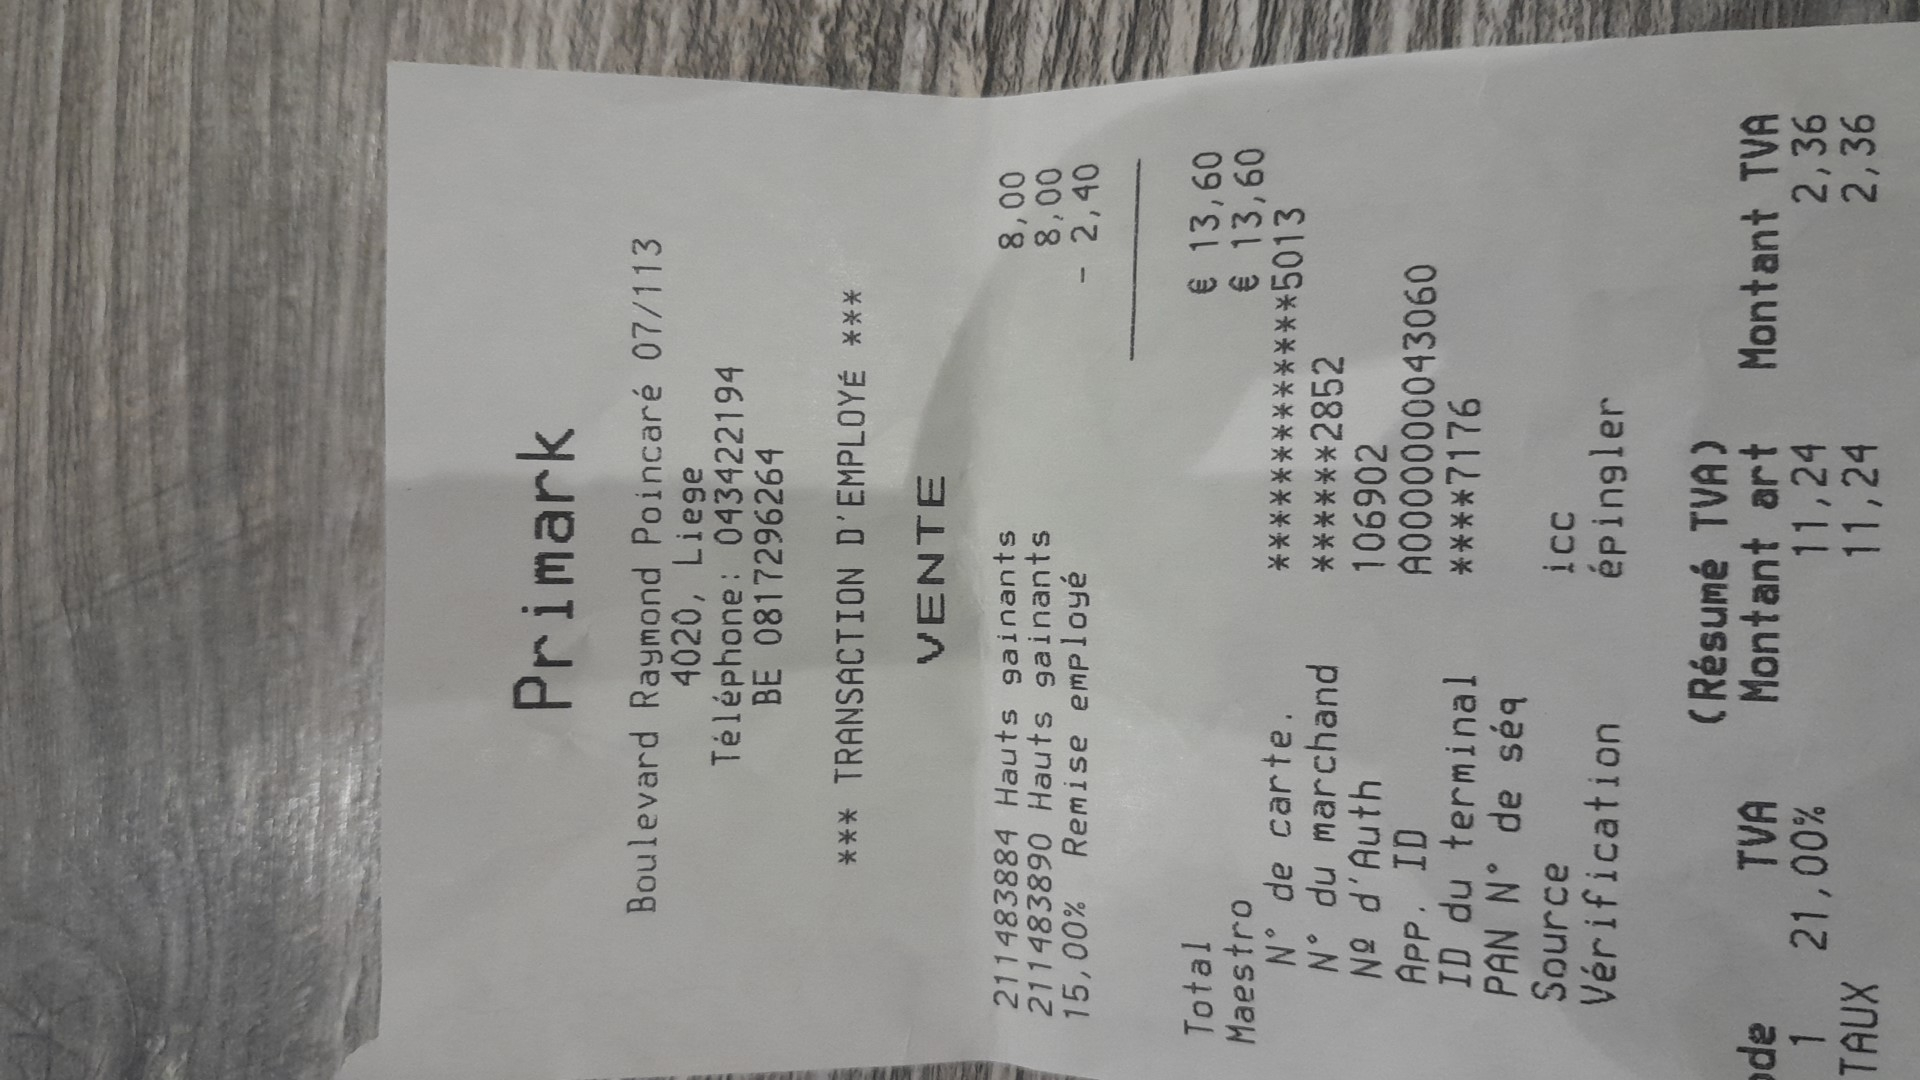 Primark
Boulevard Raymond Poincaré 07/113
4020, Liege
Téléphone: 043422194
BE 0817296264
*** TRANSACTION D'EMPLOYÉ ***
VENTE
211483884 Hauts gainants 8,00
211483890 Hauts gainants 8,00
15,00% Remise employé - 2,40
Total € 13,60
Maestro € 13,60
N° de carte. ***************5013
N° du marchand ******2852
Nº d'Auth 106902
App. ID A0000000043060
ID du terminal ****7176
PAN N° de séq
Source icc
Vérification épingler
(Résumé TVA)
ode TVA Montant art Montant TVA
1 21,00% 11,24 2,36
TAUX 11,24 2,36